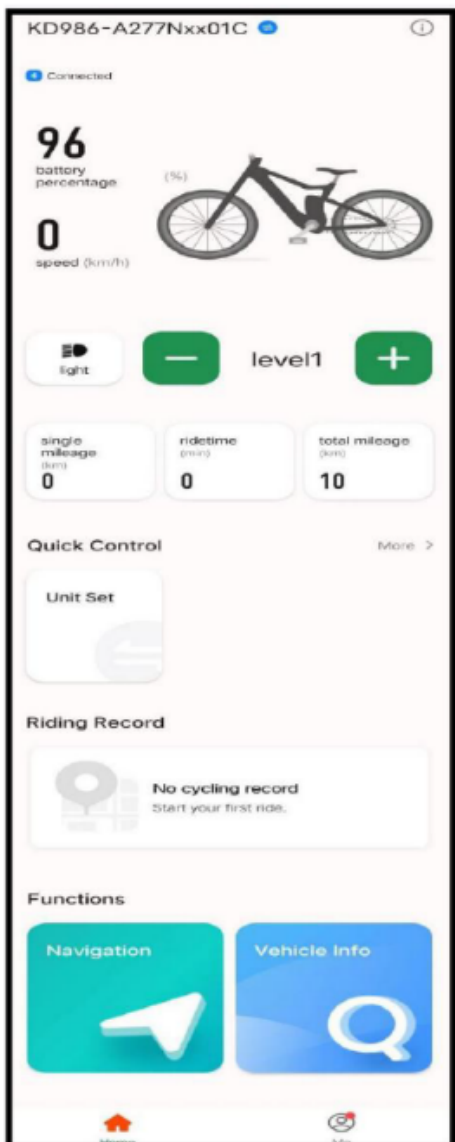 KD986-A277Nxx01C
Connected
96
battery
percentage
(%)
0
speed (km/h)
light
level1
single
mileage
(km)
0
ridetime
(min)
0
total mileage
(km)
10
Quick Control
More >
Unit Set
Riding Record
No cycling record
Start your first ride.
Functions
Navigation
Vehicle Info
Home
Me